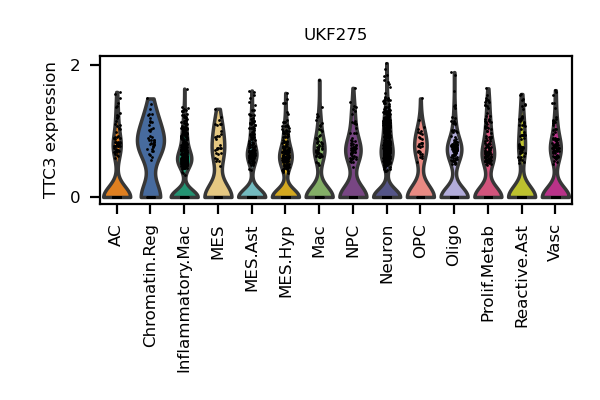 UKF275
TTC3 expression
2
0
AC
Chromatin.Reg
Inflammatory.Mac
MES
MES.Ast
MES.Hyp
Mac
NPC
Neuron
OPC
Oligo
Prolif.Metab
Reactive.Ast
Vasc